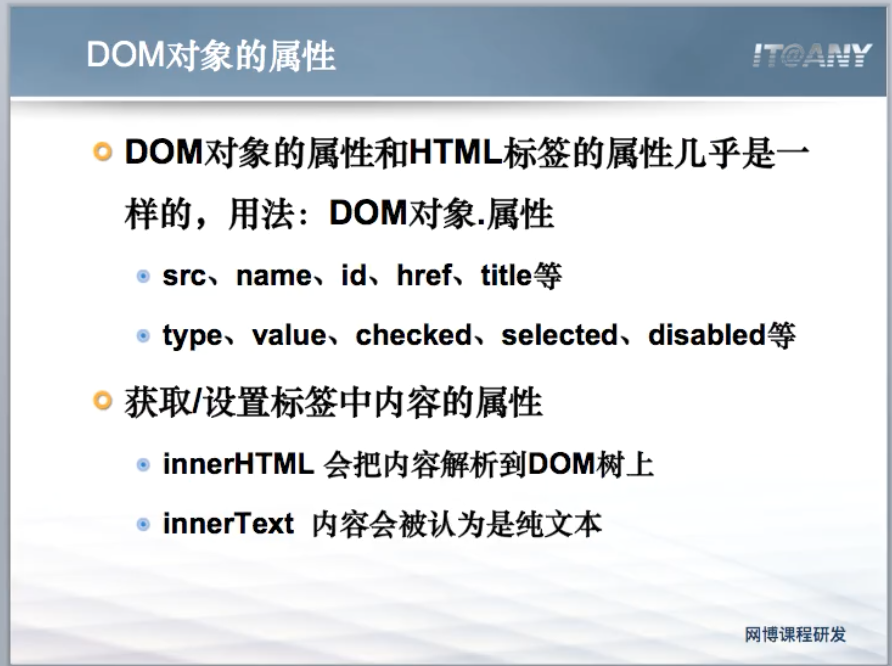 DOM对象的属性
IT@ANY
DOM对象的属性和HTML标签的属性几乎是一
样的，用法：DOM对象.属性
src、name、id、href、title等
type、value、checked、selected、disabled等
获取/设置标签中内容的属性
innerHTML 会把内容解析到DOM树上
innerText 内容会被认为是纯文本
网博课程研发